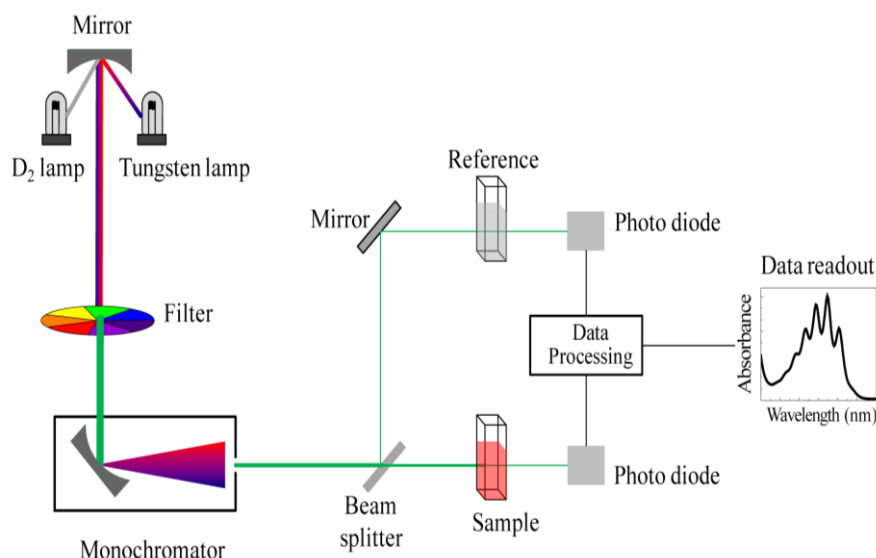 Mirror
D₂ lamp
Tungsten lamp
Filter
Monochromator
Beam
splitter
Mirror
Reference
Sample
Photo diode
Data
Processing
Photo diode
Data readout
Absorbance
Wavelength (nm)